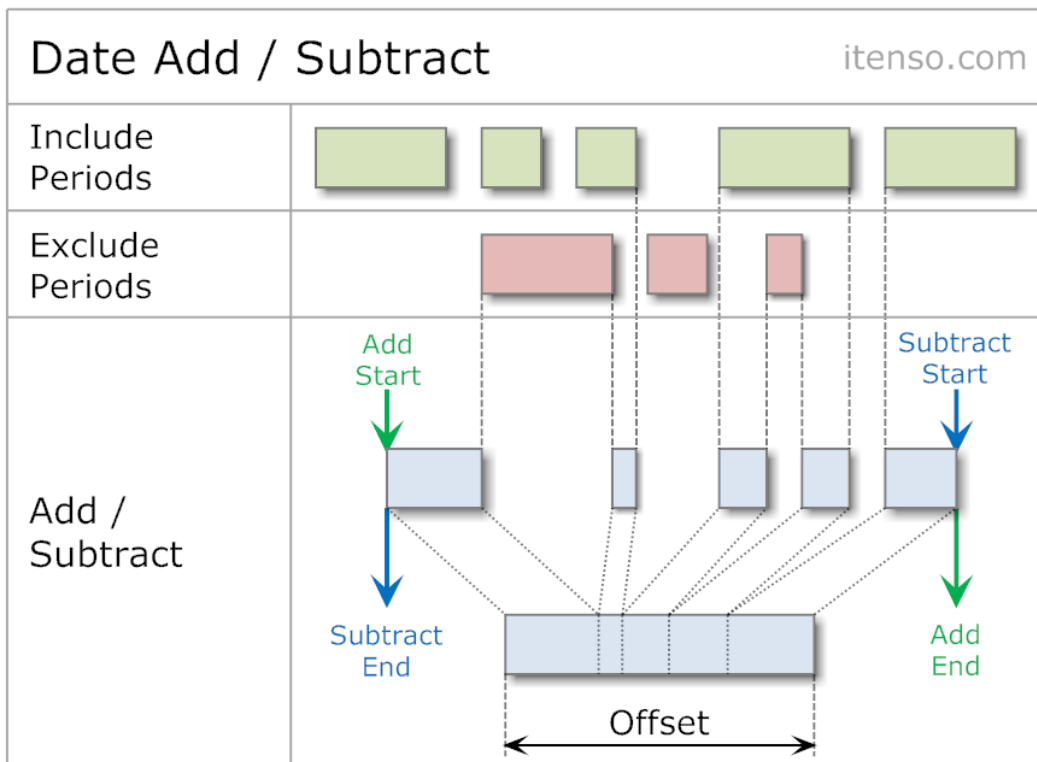 Date Add / Subtract
itenso.com
Include
Periods
Exclude
Periods
Add /
Subtract
Add
Start
Subtract
Start
Subtract
End
Add
End
Offset